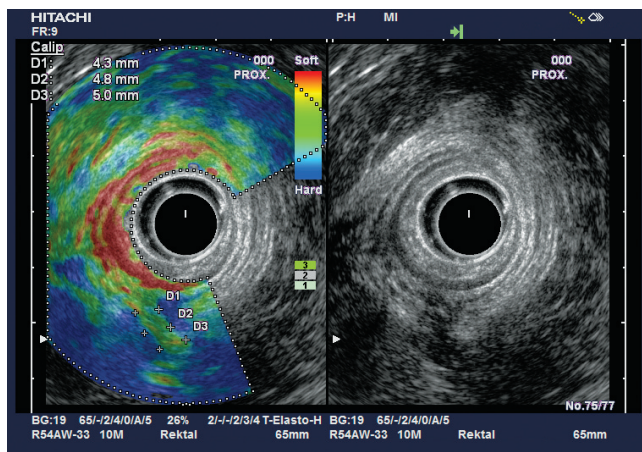 HITACHI P:H MI
FR:9
Calip
D1: 4.3 mm
D2: 4.8 mm
D3: 5.0 mm
000
PROX.
Soft
Hard
000
PROX.
3
2
1
D1
D2
D3
No.75/77
BG:19 65/-/2/4/0/A/5 26% 2/-/-/2/3/4 T-Elasto-H BG:19 65/-/2/4/0/A/5
R54AW-33 10M Rektal 65mm R54AW-33 10M Rektal 65mm